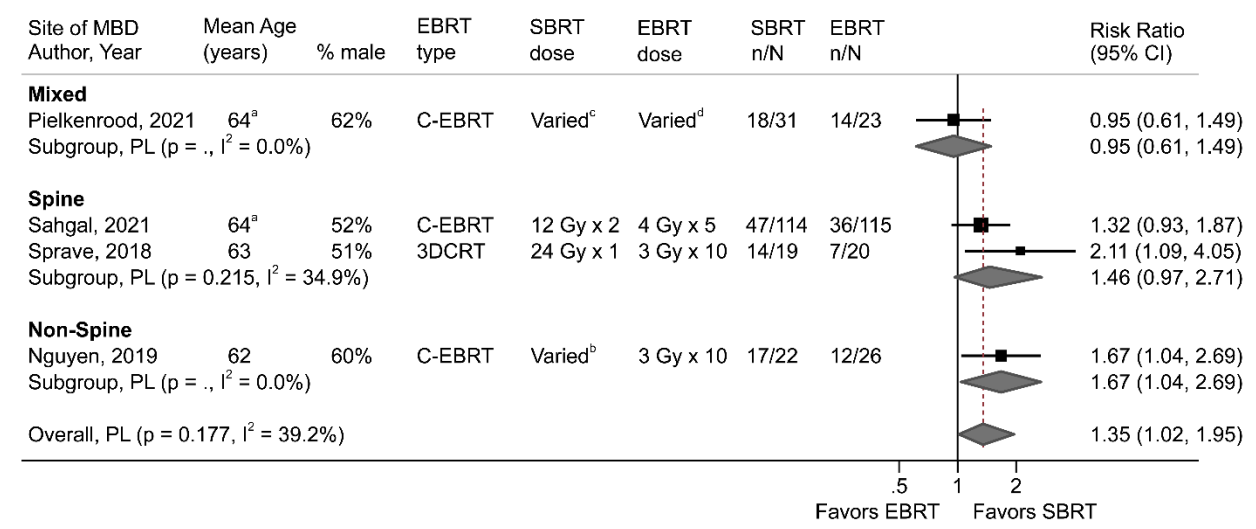 Site of MBD Mean Age EBRT SBRT EBRT SBRT EBRT Risk Ratio
Author, Year (years) % male type dose dose n/N n/N (95% CI)
Mixed
Pielkenrood, 2021 64a 62% C-EBRT Variedc Variedd 18/31 14/23 0.95 (0.61, 1.49)
Subgroup, PL (p = ., I2 = 0.0%) 0.95 (0.61, 1.49)
Spine
Sahgal, 2021 64a 52% C-EBRT 12 Gy x 2 4 Gy x 5 47/114 36/115 1.32 (0.93, 1.87)
Sprave, 2018 63 51% 3DCRT 24 Gy x 1 3 Gy x 10 14/19 7/20 2.11 (1.09, 4.05)
Subgroup, PL (p = 0.215, I2 = 34.9%) 1.46 (0.97, 2.71)
Non-Spine
Nguyen, 2019 62 60% C-EBRT Variedb 3 Gy x 10 17/22 12/26 1.67 (1.04, 2.69)
Subgroup, PL (p = ., I2 = 0.0%) 1.67 (1.04, 2.69)
Overall, PL (p = 0.177, I2 = 39.2%) 1.35 (1.02, 1.95)
.5 1 2
Favors EBRT Favors SBRT